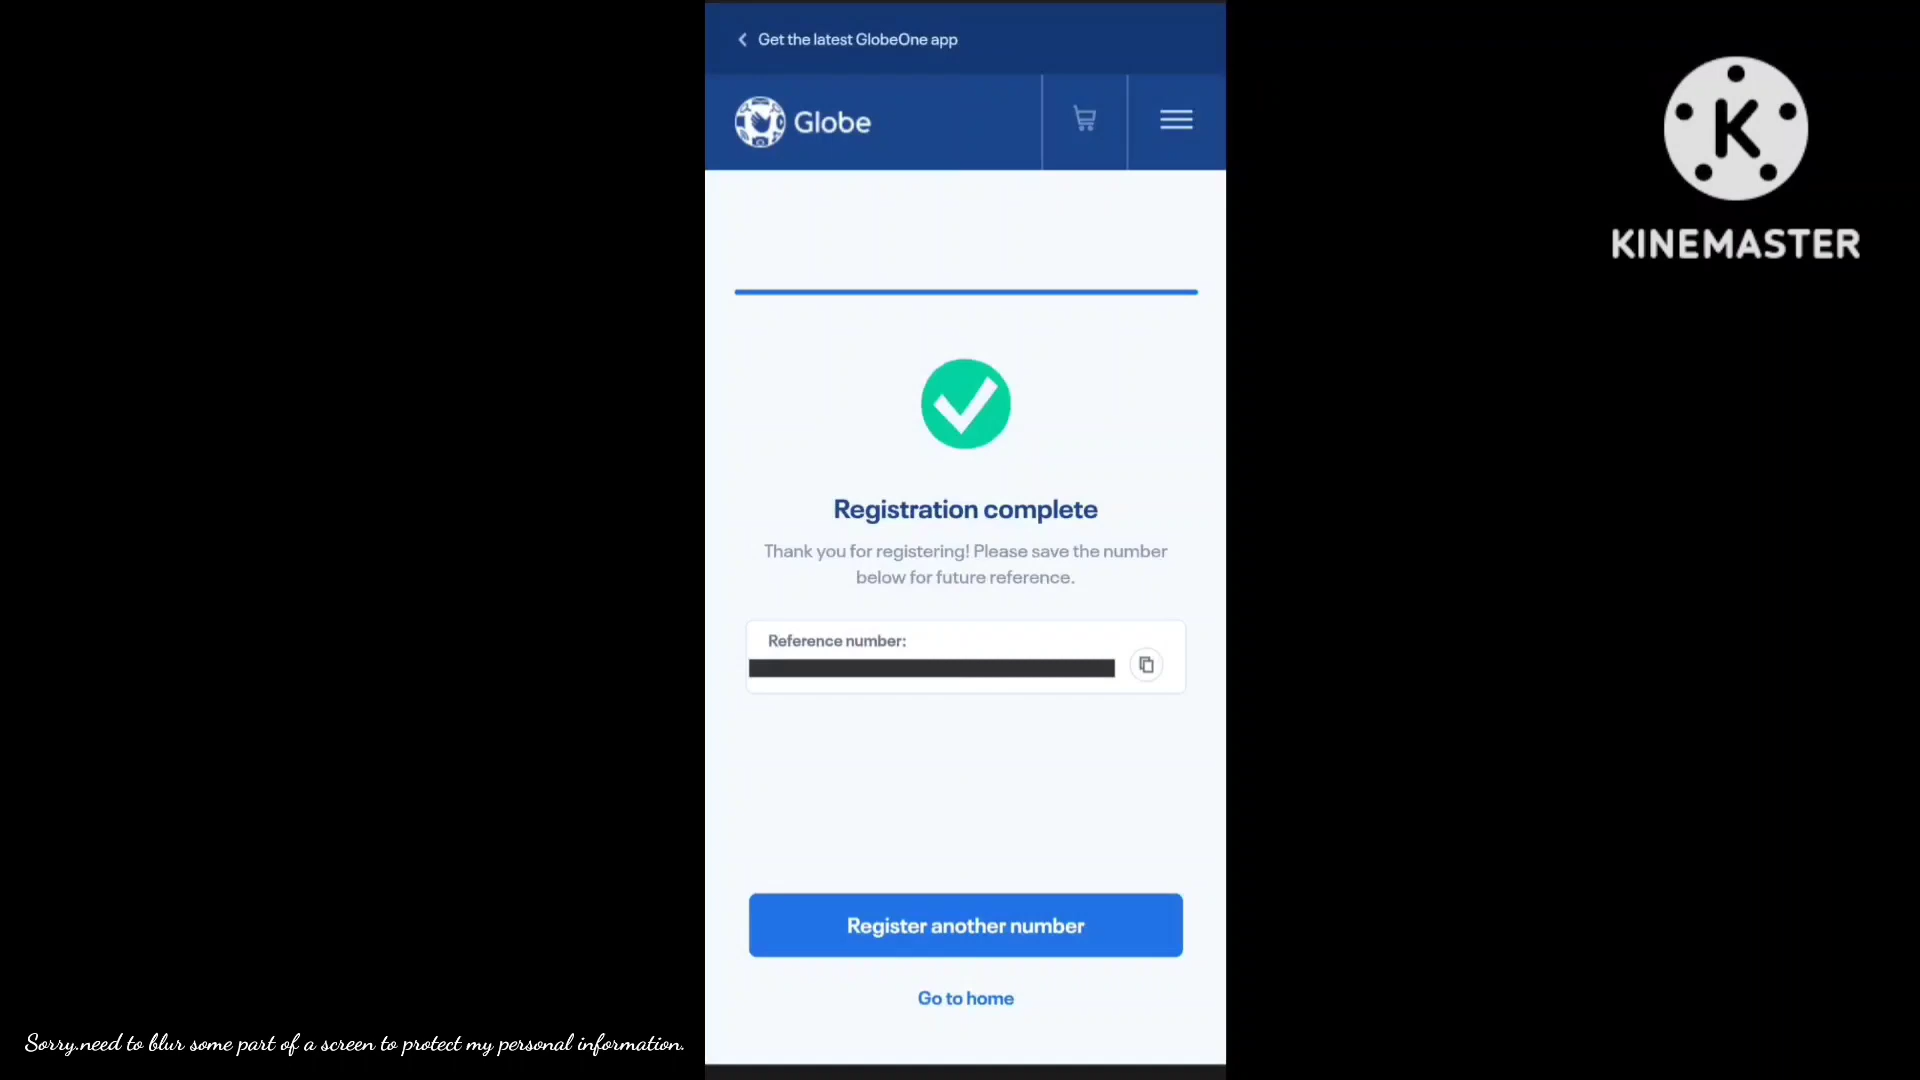 Get the latest GlobeOne app
Globe
K
KINEMASTER
Registration complete
Thank you for registering! Please save the number
below for future reference.
Reference number:
Register another number
Go to home
Sorry.need to blur some part of a screen to protect my personal information.